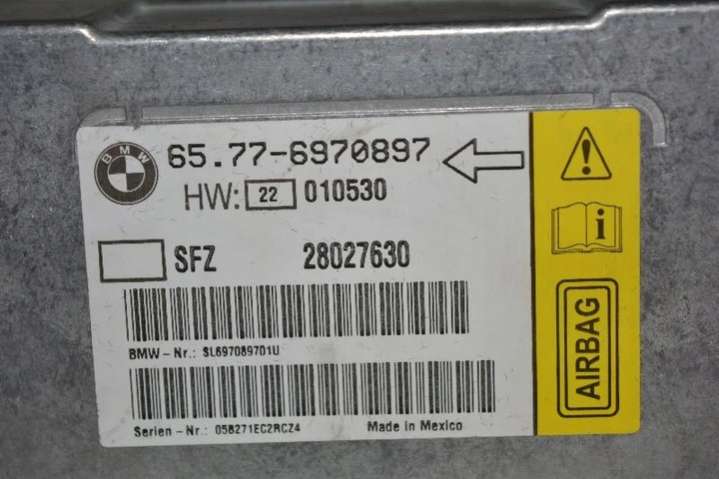 BMW
65.77-6970897
HW: 22 010530
SFZ 28027630
BMW-Nr.: SL697089701U
Serien-Nr.: 058271EC2RCZ4 Made in Mexico
i
AIRBAG